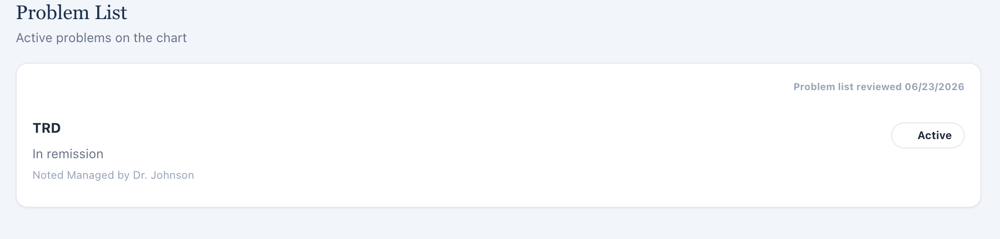 Problem List
Active problems on the chart
Problem list reviewed 06/23/2026
TRD
Active
In remission
Noted Managed by Dr. Johnson